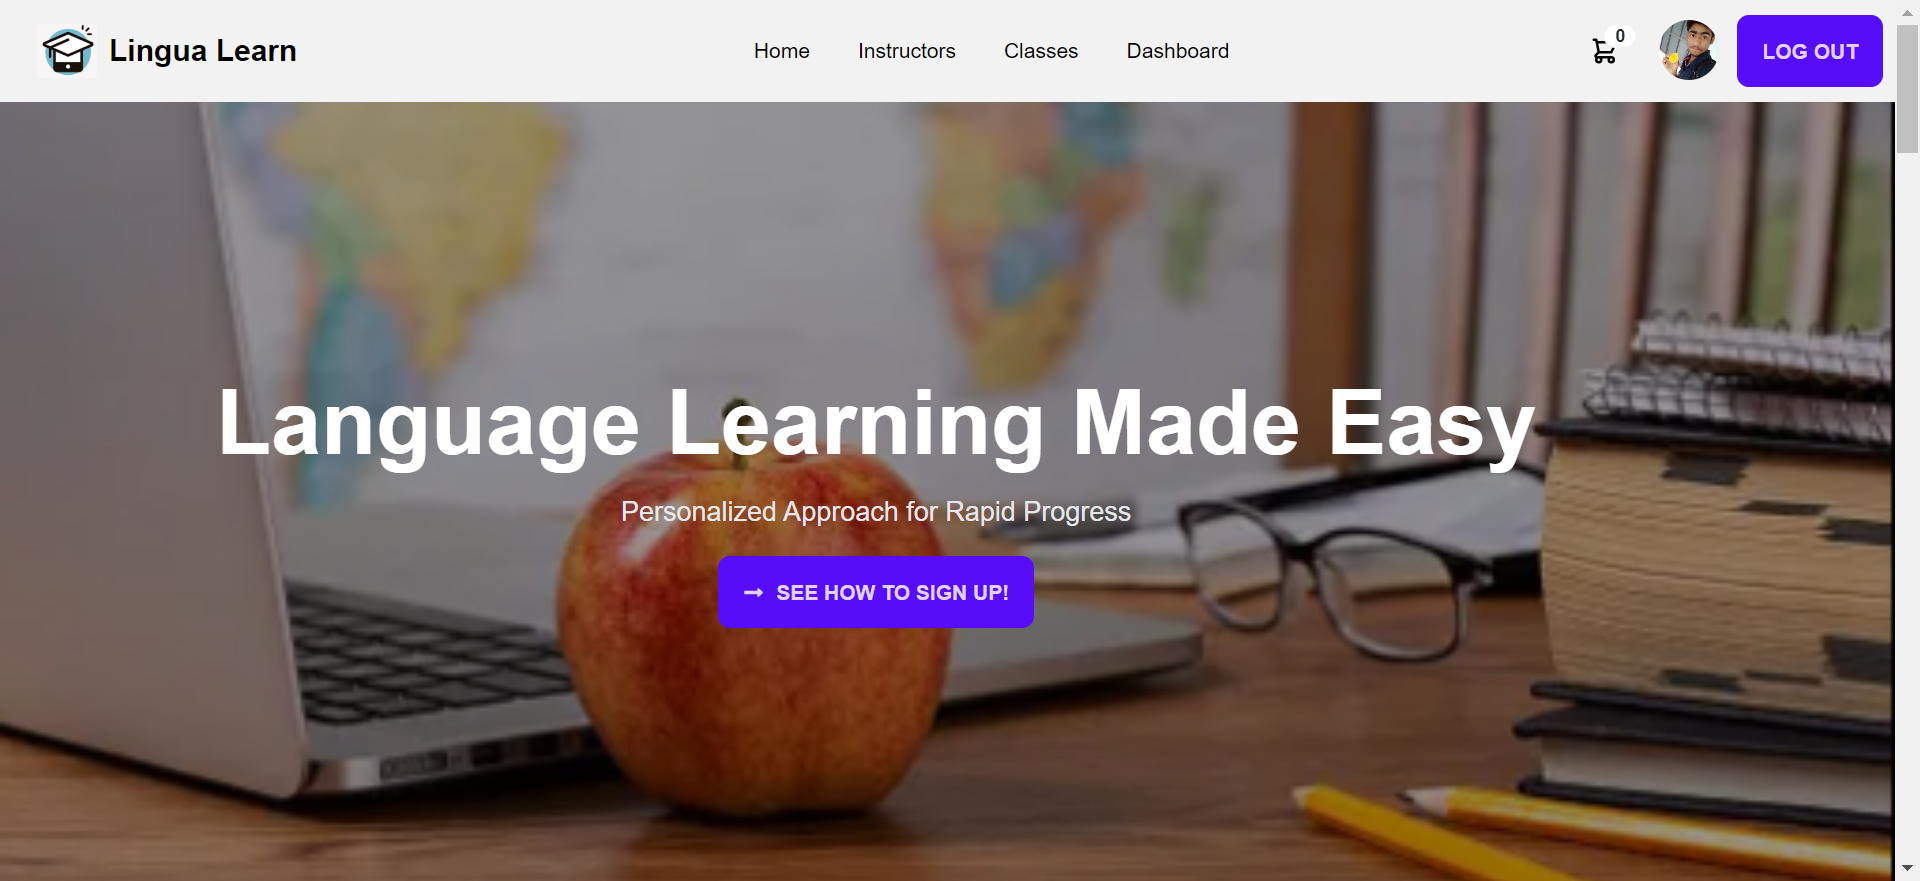 Lingua Learn
Home
Instructors
Classes
Dashboard
0
LOG OUT
Language Learning Made Easy
Personalized Approach for Rapid Progress
→ SEE HOW TO SIGN UP!